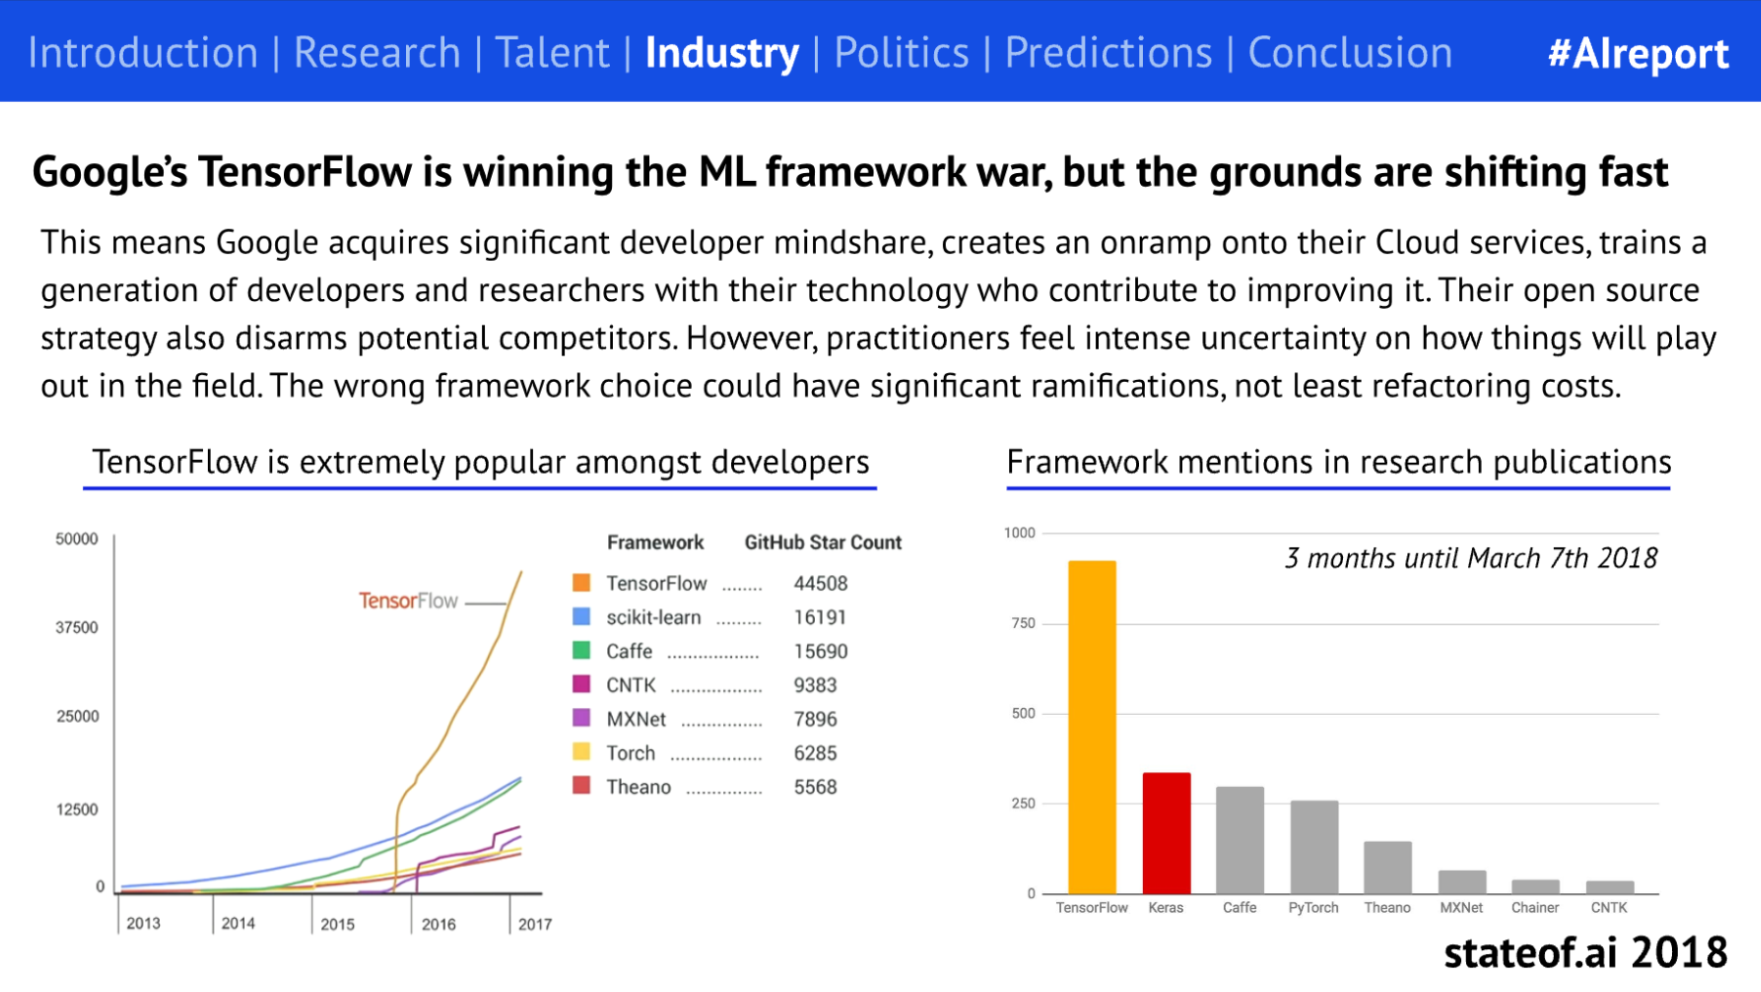 Introduction | Research | Talent | Industry | Politics | Predictions | Conclusion #AIreport
Google's TensorFlow is winning the ML framework war, but the grounds are shifting fast
This means Google acquires significant developer mindshare, creates an onramp onto their Cloud services, trains a
generation of developers and researchers with their technology who contribute to improving it. Their open source
strategy also disarms potential competitors. However, practitioners feel intense uncertainty on how things will play
out in the field. The wrong framework choice could have significant ramifications, not least refactoring costs.
TensorFlow is extremely popular amongst developers
50000
37500
25000
12500
0
2013 2014 2015 2016 2017
TensorFlow
Framework GitHub Star Count
TensorFlow ........ 44508
scikit-learn ......... 16191
Caffe .................. 15690
CNTK .................. 9383
MXNet ................ 7896
Torch .................. 6285
Theano ............... 5568
Framework mentions in research publications
3 months until March 7th 2018
1000
750
500
250
0
TensorFlow Keras Caffe PyTorch Theano MXNet Chainer CNTK
stateof.ai 2018